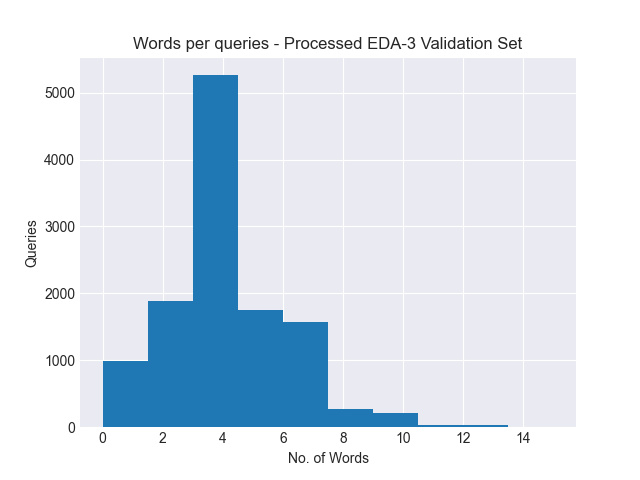 Words per queries - Processed EDA-3 Validation Set
5000
4000
3000
2000
1000
0
Queries
0 2 4 6 8 10 12 14
No. of Words